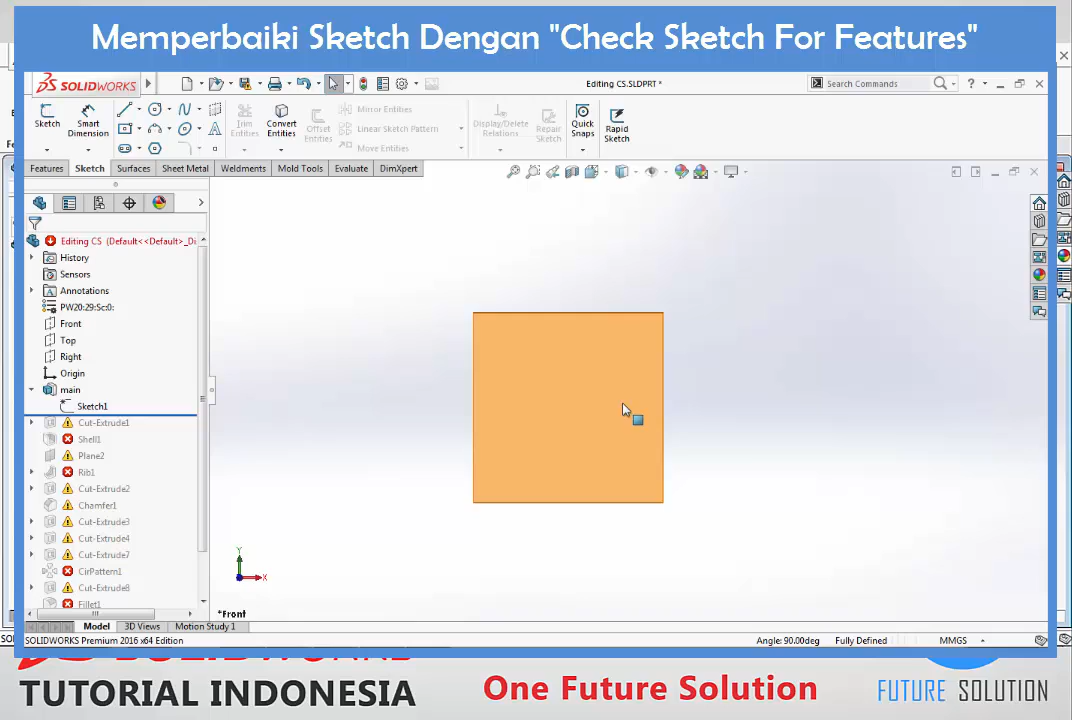 Memperbaiki Sketch Dengan "Check Sketch For Features"
SOLIDWORKS
Editing CS.SLDPRT *
Search Commands
Sketch
Smart Dimension
Trim Entities
Convert Entities
Offset Entities
Mirror Entities
Linear Sketch Pattern
Move Entities
Display/Delete Relations
Repair Sketch
Quick Snaps
Rapid Sketch
Features
Sketch
Surfaces
Sheet Metal
Weldments
Mold Tools
Evaluate
DimXpert
Editing CS (Default<<Default>_Di
History
Sensors
Annotations
PW20:29:Sc:0:
Front
Top
Right
Origin
main
Sketch1
Cut-Extrude1
Shell1
Plane2
Rib1
Cut-Extrude2
Chamfer1
Cut-Extrude3
Cut-Extrude4
Cut-Extrude7
CirPattern1
Cut-Extrude8
Fillet1
Y
X
*Front
Model
3D Views
Motion Study 1
SOLIDWORKS Premium 2016 x64 Edition
Angle: 90.00deg
Fully Defined
MMGS
TUTORIAL INDONESIA
One Future Solution
FUTURE SOLUTION